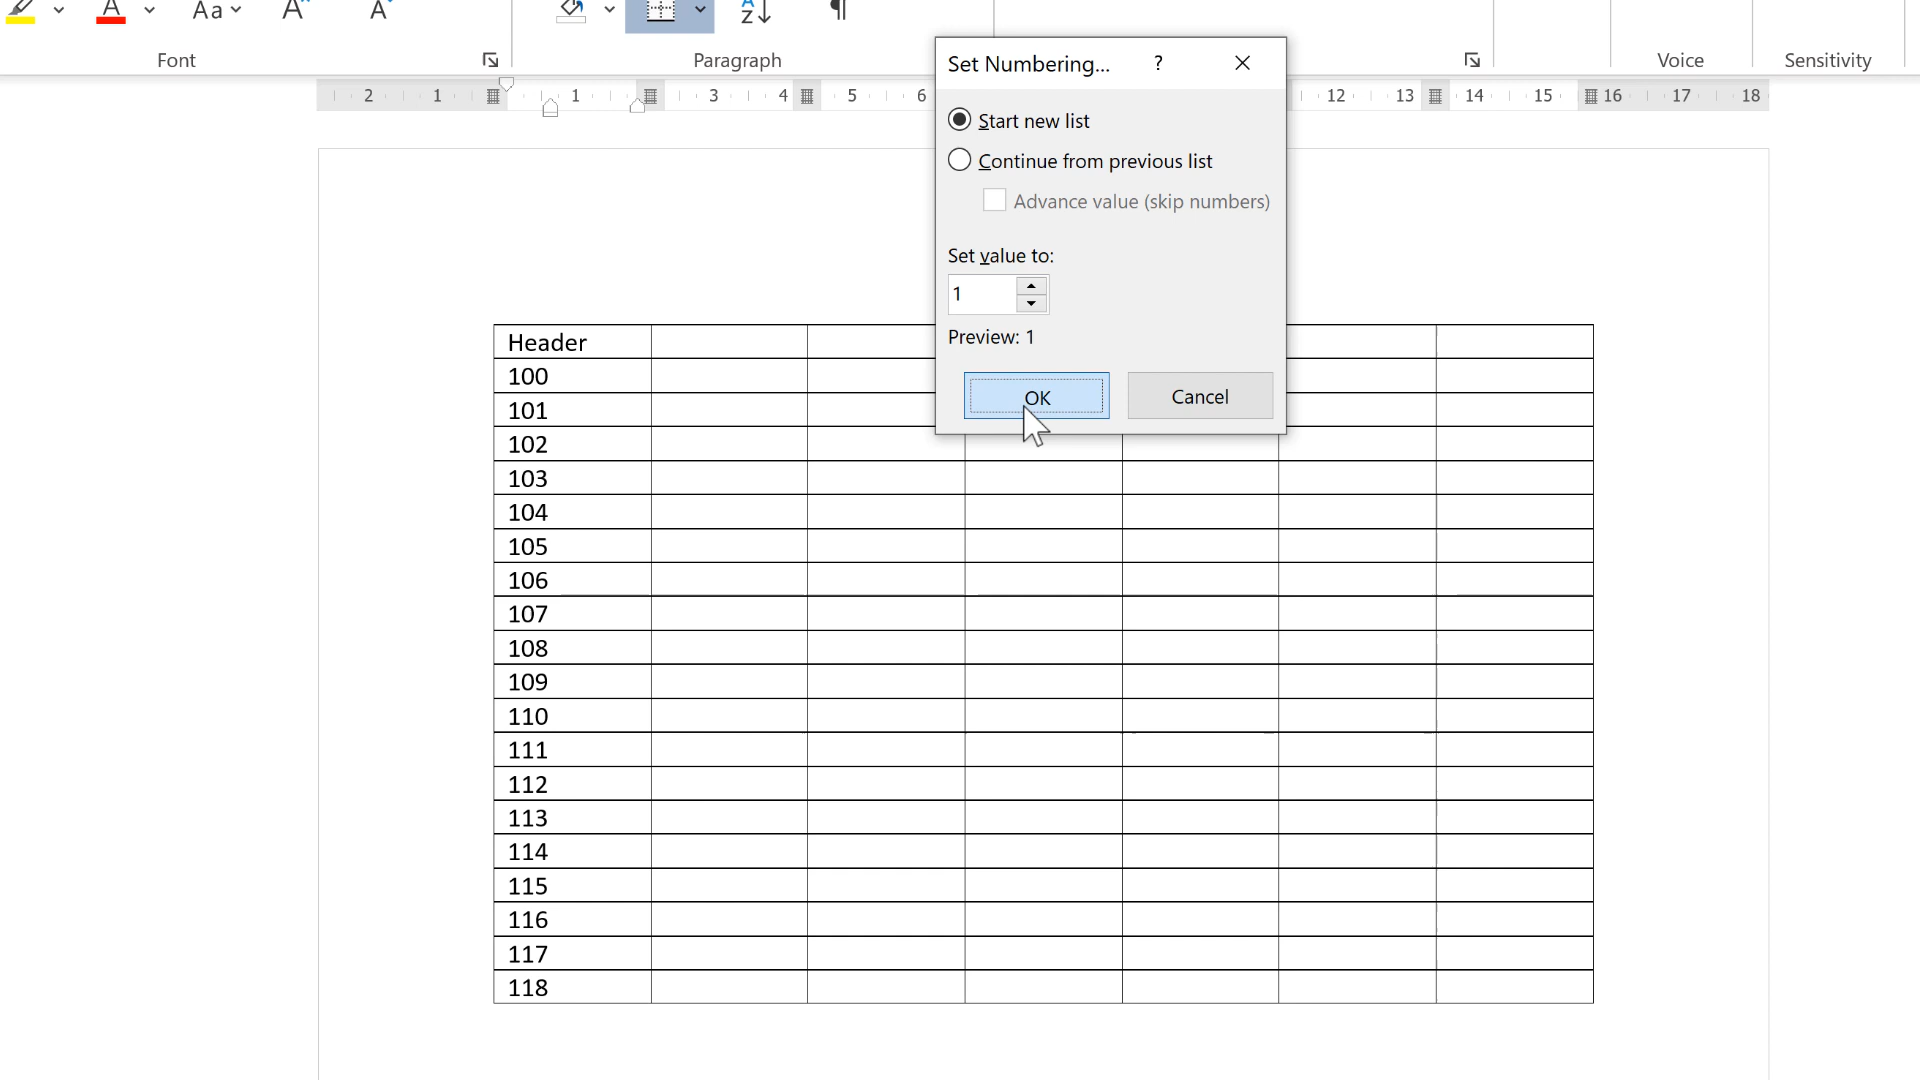 A Aa A A A
Z
¶
Font Paragraph Voice Sensitivity
2 1 1 3 4 5 6 12 13 14 15 16 17 18
Set Numbering... ?
Start new list
Continue from previous list
Advance value (skip numbers)
Set value to:
1
Preview: 1
OK Cancel
Header
100
101
102
103
104
105
106
107
108
109
110
111
112
113
114
115
116
117
118